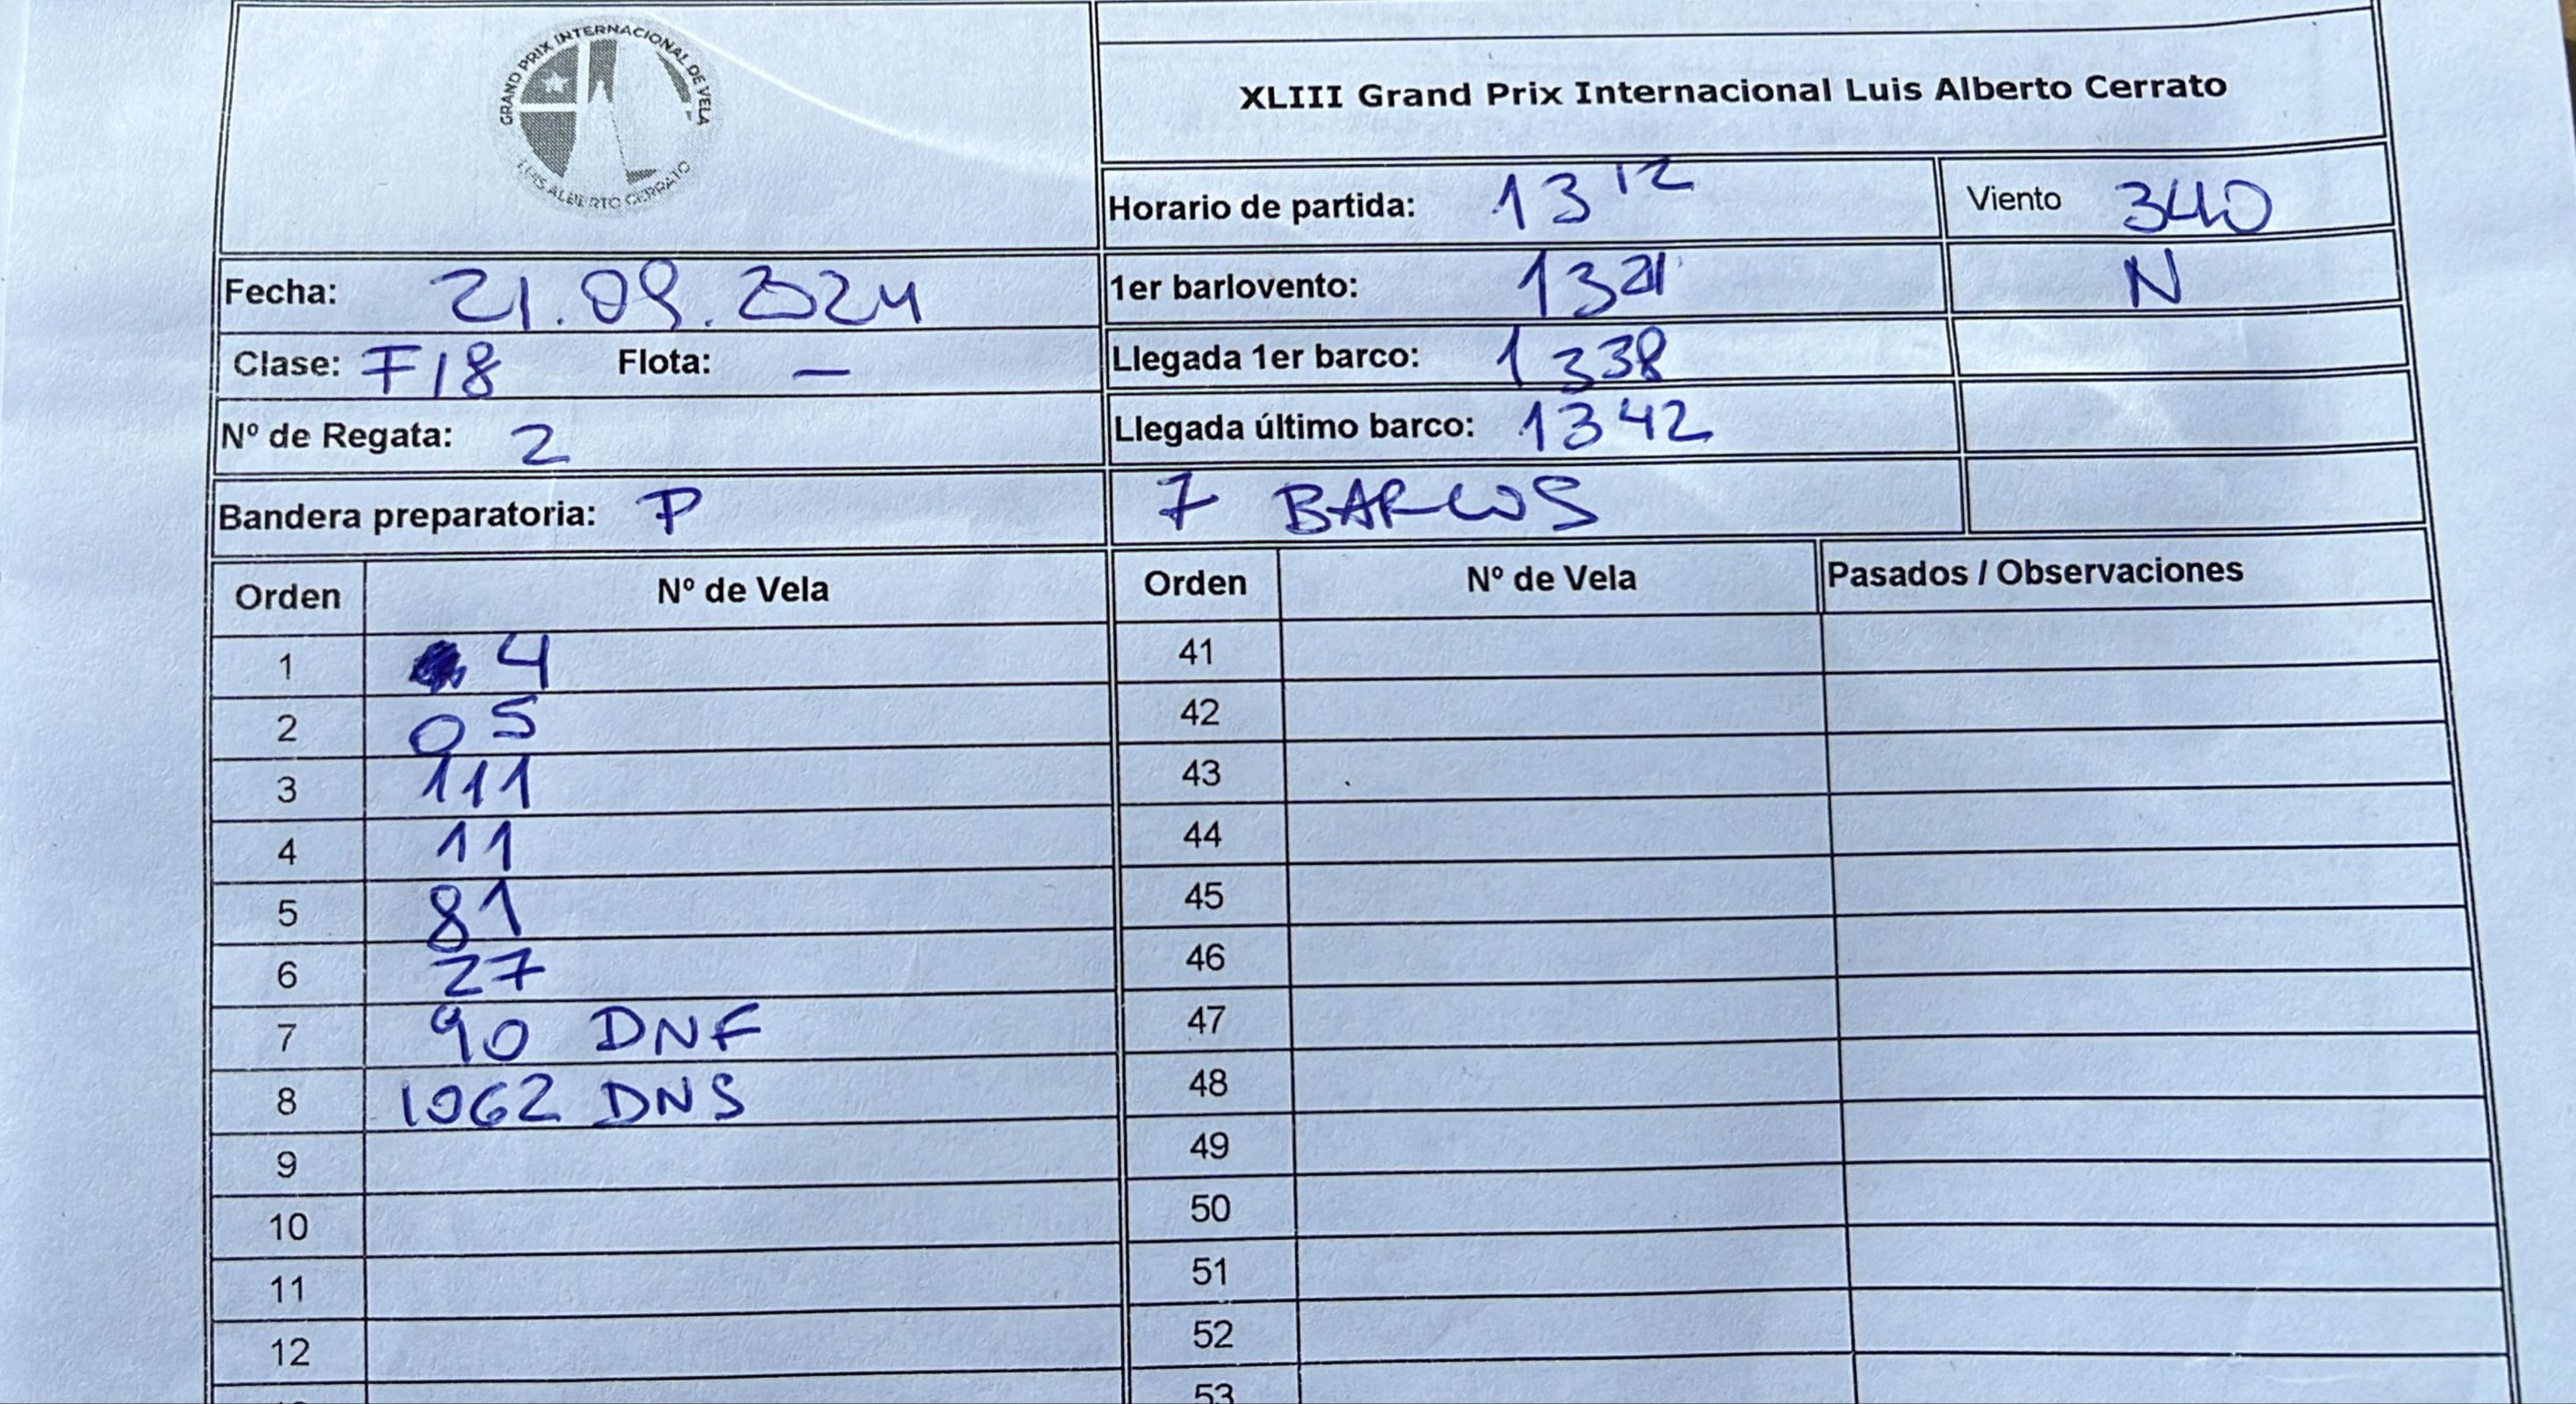 GRAND PRIX INTERNACIONAL DE VELA
LUIS ALBERTO CERRATO
XLIII Grand Prix Internacional Luis Alberto Cerrato
Horario de partida: 13 12 Viento 340
Fecha: 21.09.2024 1er barlovento: 1321 N
Clase: F18 Flota: — Llegada 1er barco: 1338
Nº de Regata: 2 Llegada último barco: 1342
Bandera preparatoria: P 7 BARCOS
Orden Nº de Vela Orden Nº de Vela Pasados / Observaciones
1 4 41
2 05 42
3 111 43
4 11 44
5 81 45
6 27 46
7 90 DNF 47
8 1062 DNS 48
9 49
10 50
11 51
12 52
53